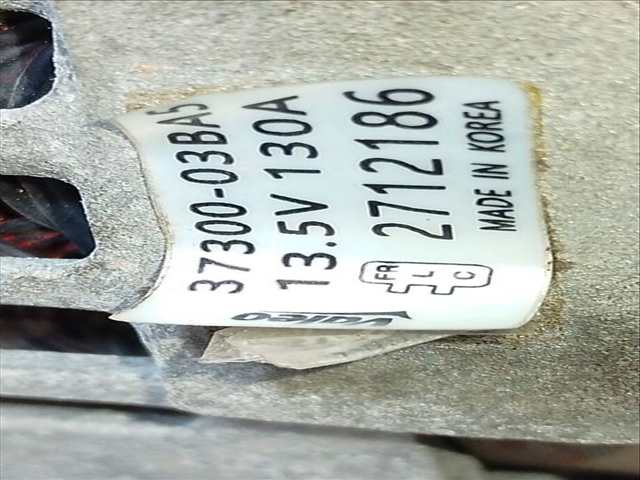 Valeo
37300-03BA5
13.5V 130A
FR L C 2712186
MADE IN KOREA